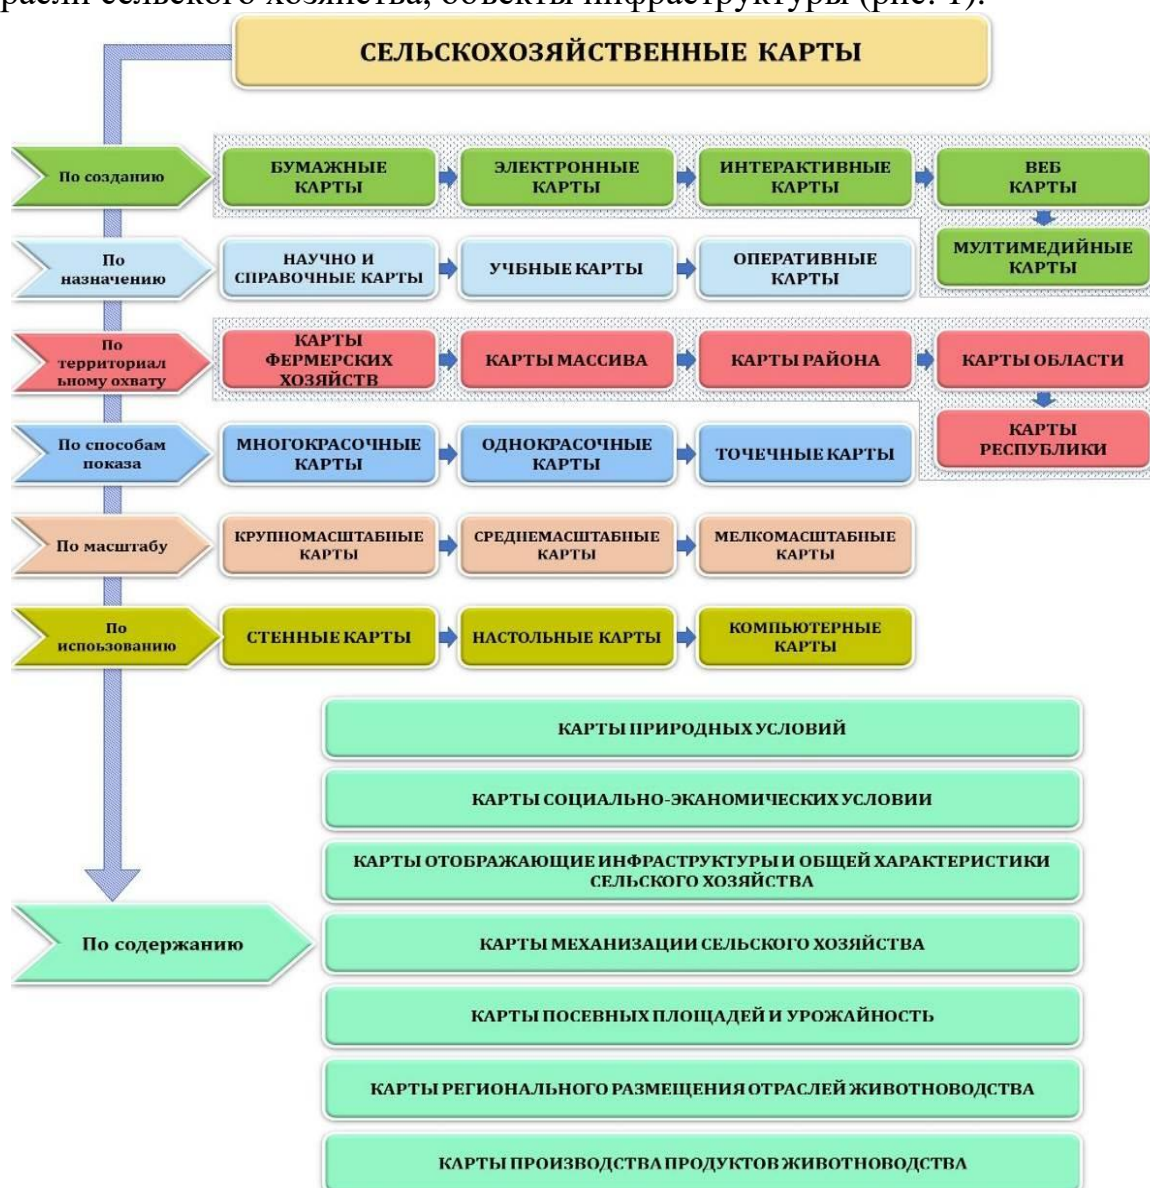 расли сельского хозяйства, объекты инфраструктуры (рис. 1).
СЕЛЬСКОХОЗЯЙСТВЕННЫЕ КАРТЫ
По созданию
БУМАЖНЫЕ
КАРТЫ
ЭЛЕКТРОННЫЕ
КАРТЫ
ИНТЕРАКТИВНЫЕ
КАРТЫ
ВЕБ
КАРТЫ
МУЛТИМЕДИЙНЫЕ
КАРТЫ
По
назначению
НАУЧНО И
СПРАВОЧНЫЕ КАРТЫ
УЧБНЫЕ КАРТЫ
ОПЕРАТИВНЫЕ
КАРТЫ
По
территориал
ьному охвату
КАРТЫ
ФЕРМЕРСКИХ
ХОЗЯЙСТВ
КАРТЫ МАССИВА
КАРТЫ РАЙОНА
КАРТЫ ОБЛАСТИ
КАРТЫ
РЕСПУБЛИКИ
По способам
показа
МНОГОКРАСОЧНЫЕ
КАРТЫ
ОДНОКРАСОЧНЫЕ
КАРТЫ
ТОЧЕЧНЫЕ КАРТЫ
По масштабу
КРУПНОМАСШТАБНЫЕ
КАРТЫ
СРЕДНЕМАСШТАБНЫЕ
КАРТЫ
МЕЛКОМАСШТАБНЫЕ
КАРТЫ
По
испоьзованию
СТЕННЫЕ КАРТЫ
НАСТОЛЬНЫЕ КАРТЫ
КОМПЬЮТЕРНЫЕ
КАРТЫ
По содержанию
КАРТЫ ПРИРОДНЫХ УСЛОВИЙ
КАРТЫ СОЦИАЛЬНО-ЭКАНОМИЧЕСКИХ УСЛОВИИ
КАРТЫ ОТОБРАЖАЮЩИЕ ИНФРАСТРУКТУРЫ И ОБЩЕЙ ХАРАКТЕРИСТИКИ
СЕЛЬСКОГО ХОЗЯЙСТВА
КАРТЫ МЕХАНИЗАЦИИ СЕЛЬСКОГО ХОЗЯЙСТВА
КАРТЫ ПОСЕВНЫХ ПЛОЩАДЕЙ И УРОЖАЙНОСТЬ
КАРТЫ РЕГИОНАЛЬНОГО РАЗМЕЩЕНИЯ ОТРАСЛЕЙ ЖИВОТНОВОДСТВА
КАРТЫ ПРОИЗВОДСТВА ПРОДУКТОВ ЖИВОТНОВОДСТВА